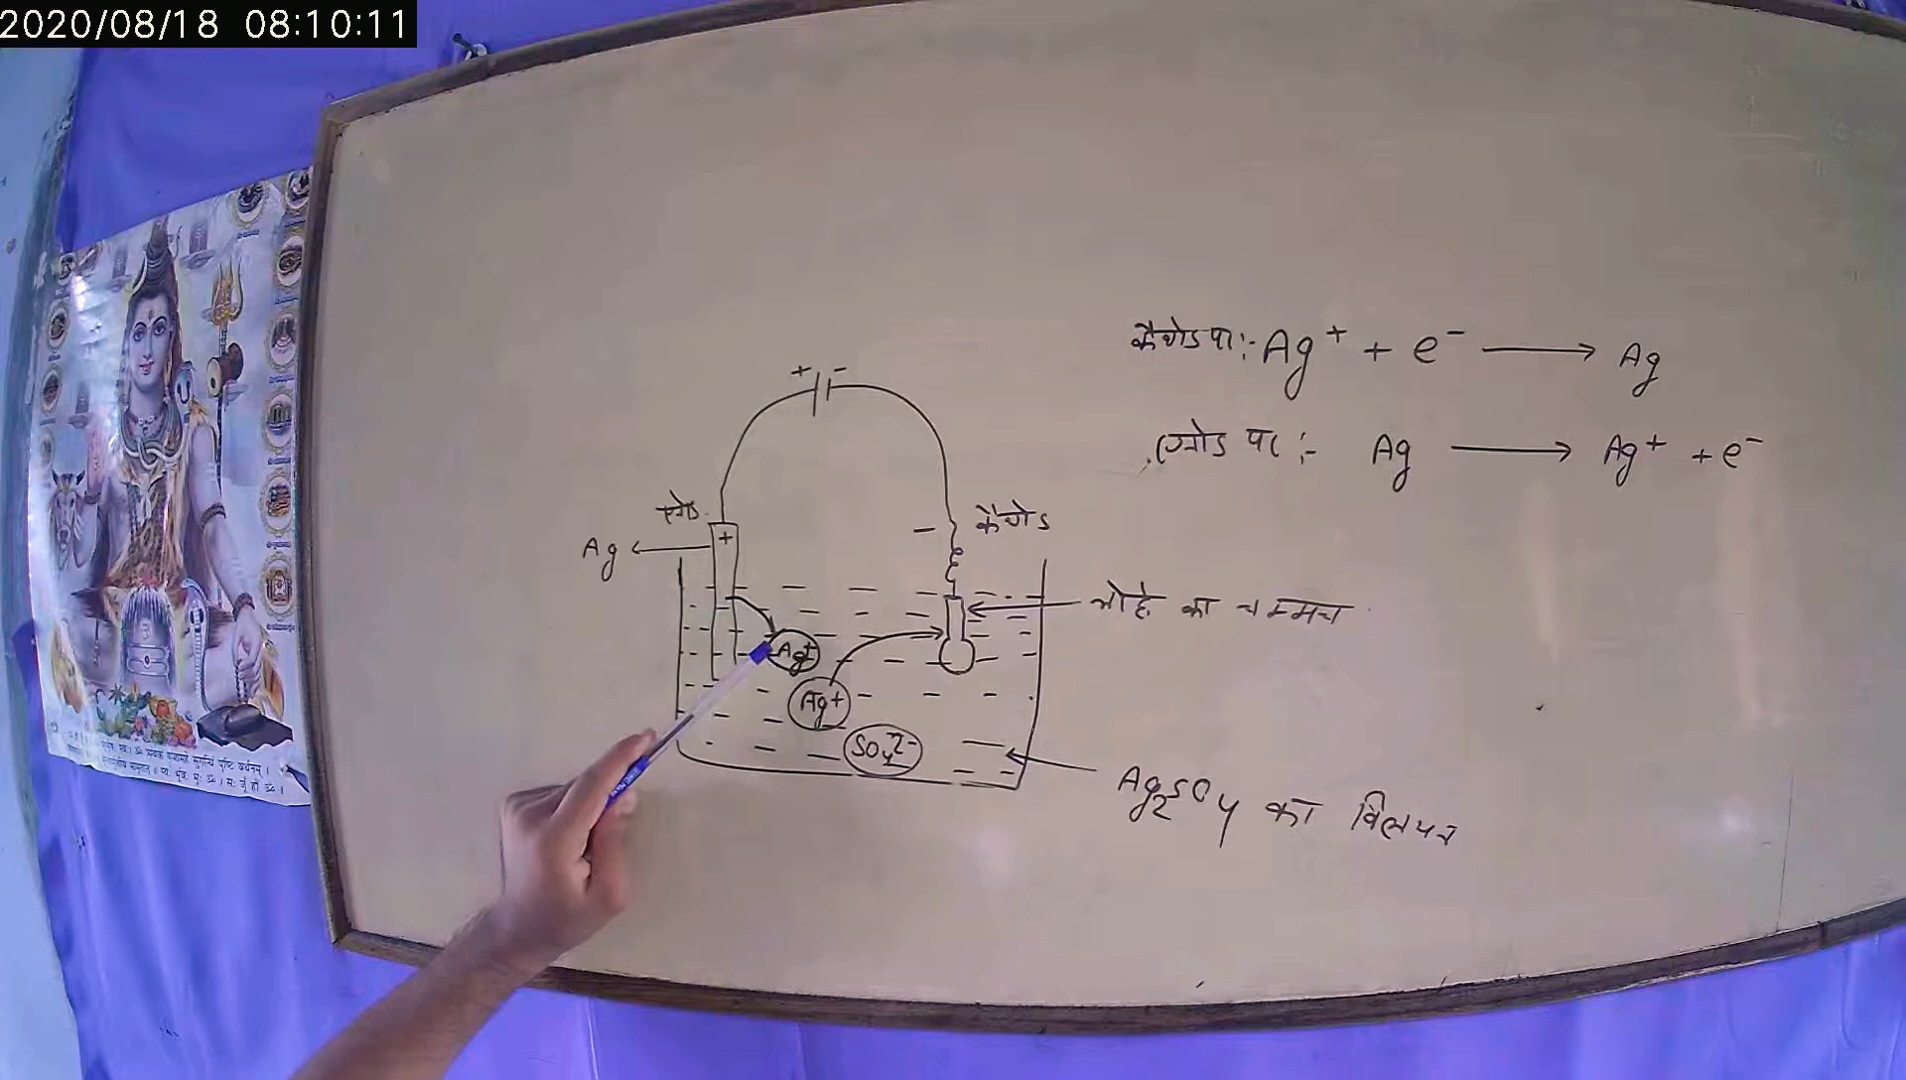 2020/08/18 08:10:11
कैथोड पर:- Ag⁺ + e⁻ ⟶ Ag
एनोड पर :- Ag ⟶ Ag⁺ + e⁻
+ -
एनोड
- कैथोड
Ag
+
लोहे का चम्मच
Ag⁺
Ag⁺
SO₄²⁻
Ag₂SO₄ का विलयन